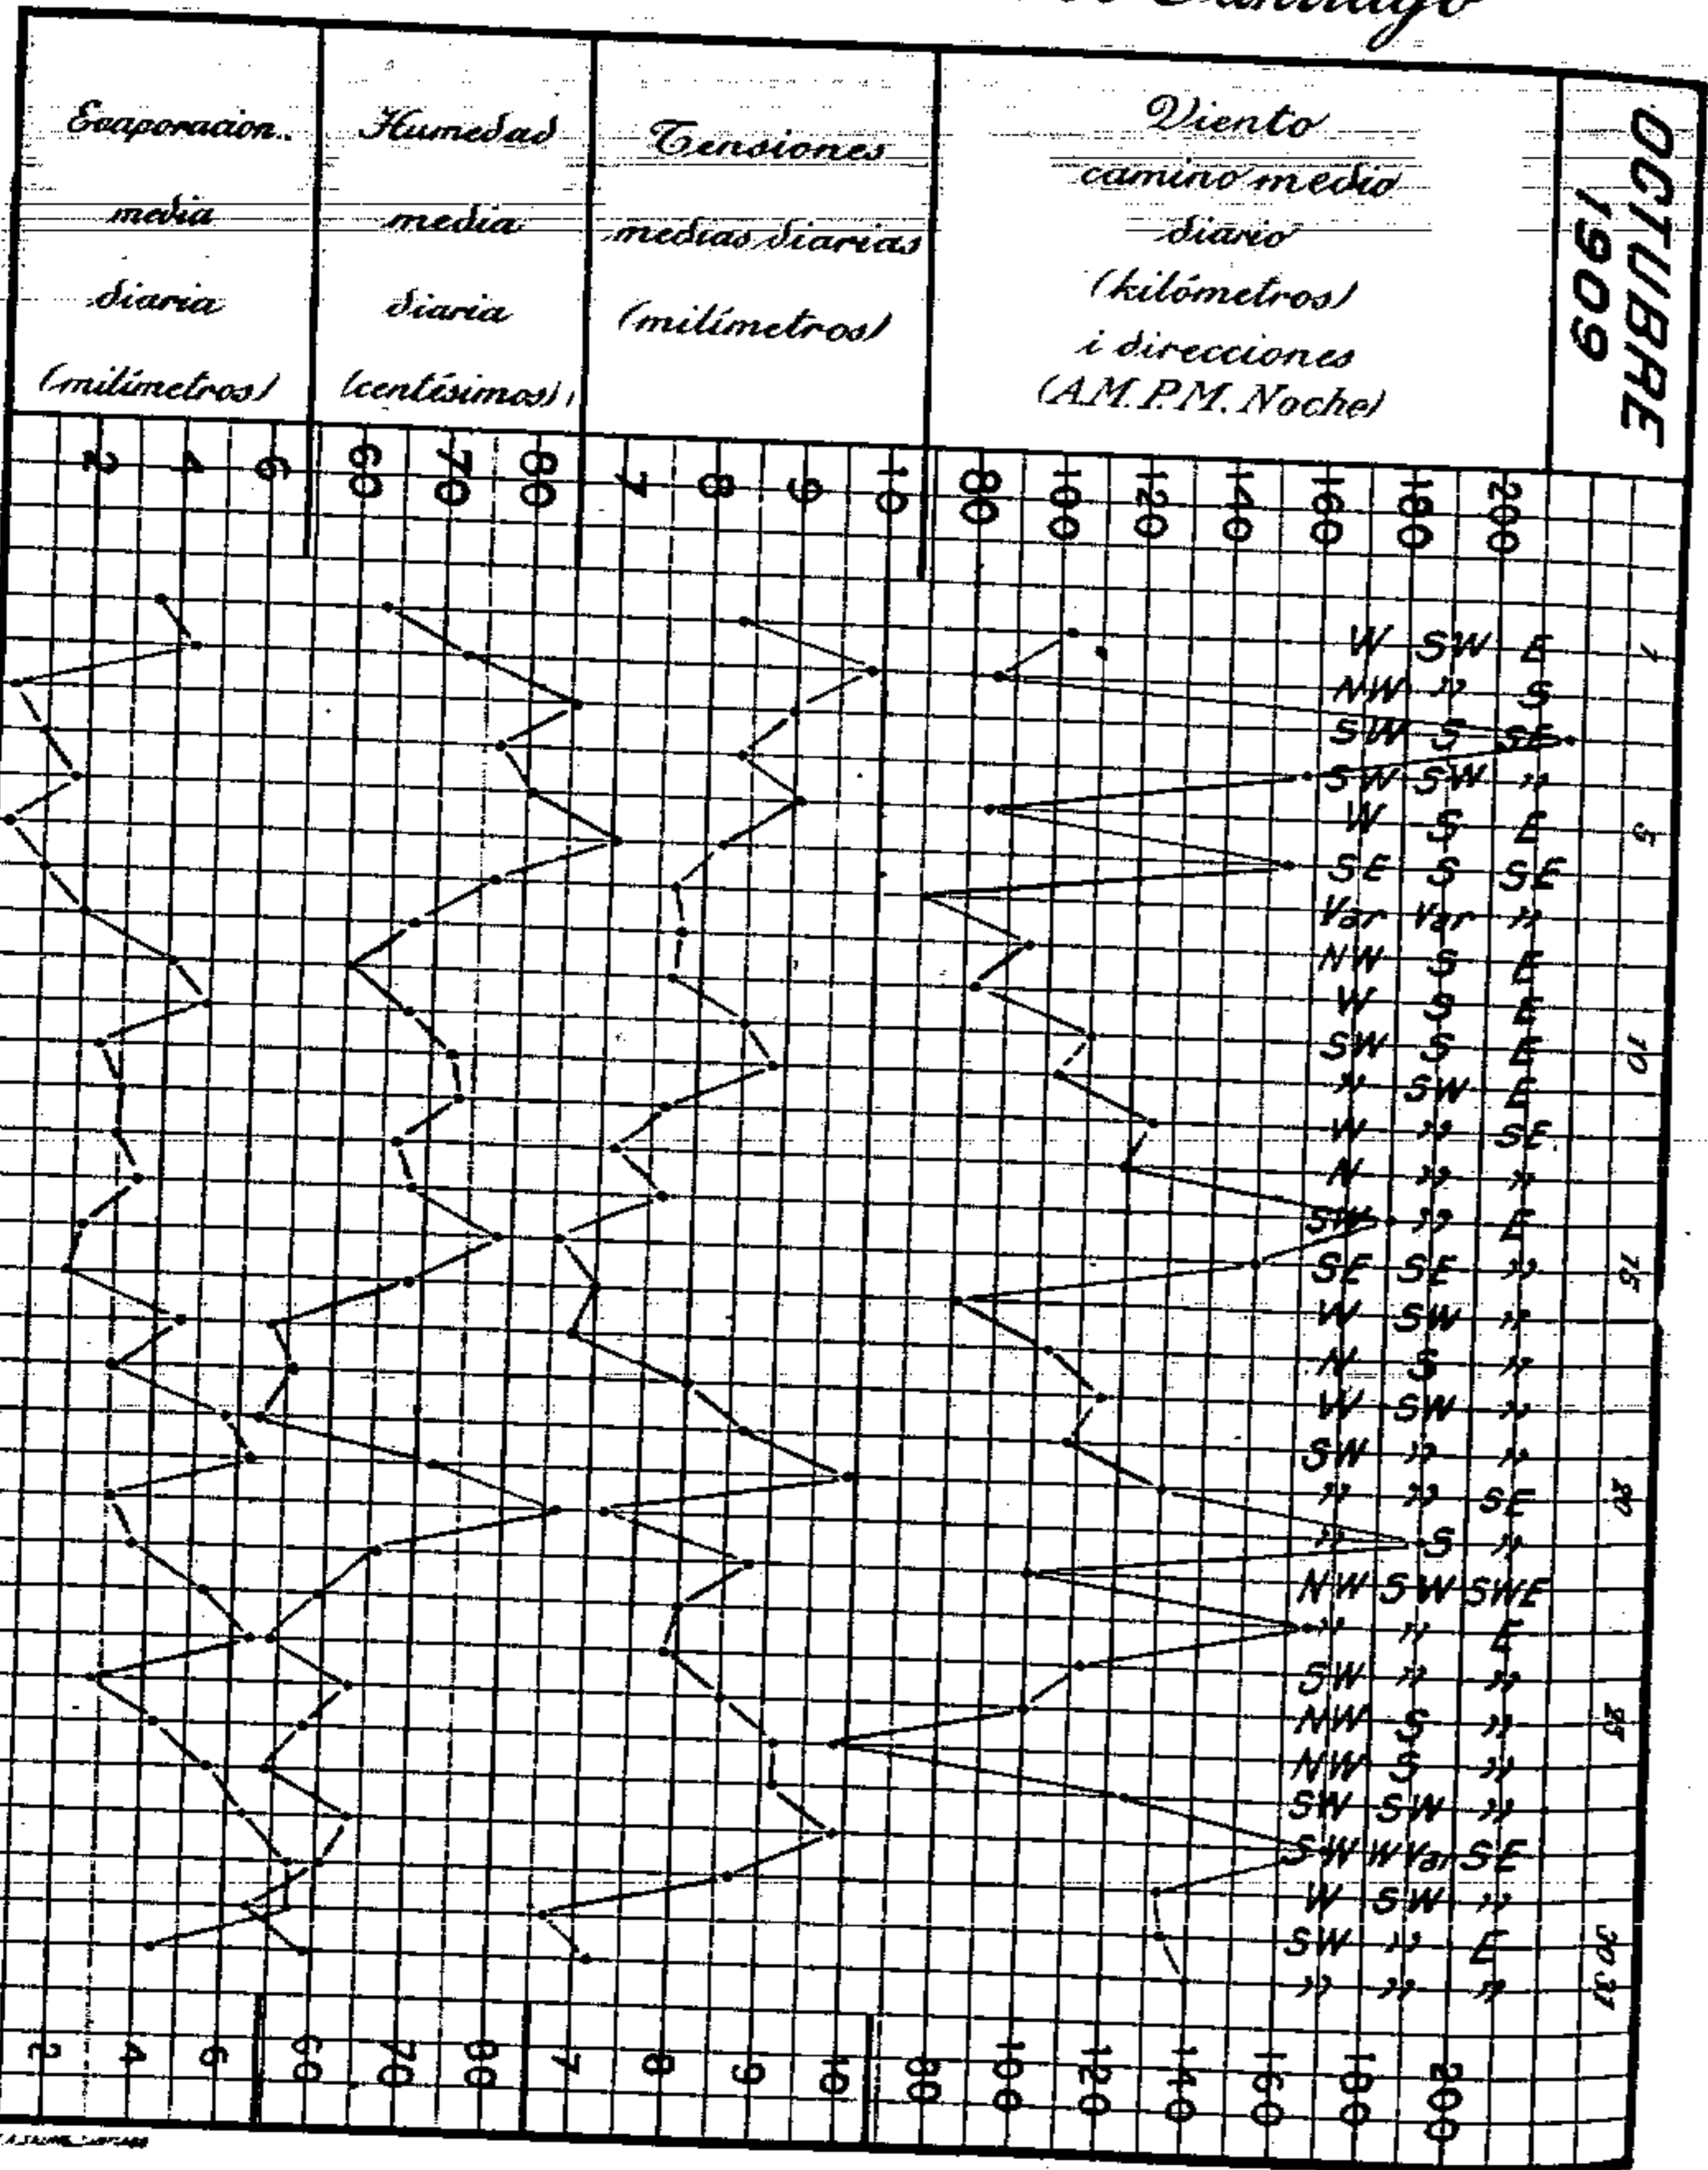 Santiago
Evaporacion.
media
diaria
(milímetros)
Humedad
media
diaria
(centésimos)
Tensiones
medias diarias
(milímetros)
Viento
camino medio
diario
(kilómetros)
i direcciones
(A.M. P.M. Noche)
OCTUBRE
1909
2 4 6 60 70 80 7 8 9 10 80 100 120 140 160 180 200
W SW E 1
NW " S
SW S SE
SW SW "
W S E 5
SE S SE
Var Var "
NW S E
W S E
SW S E 10
" SW E
W " SE
N " "
SW " E
SE SE " 15
W SW "
N S "
W SW "
SW " "
" " SE 20
" S "
NW SW SWE
" " E
SW " "
NW S " 25
NW S "
SW SW "
SW W Var SE
W SW "
SW " E 30
" " " 31
2 4 6 60 70 80 7 8 9 10 80 100 120 140 160 180 200